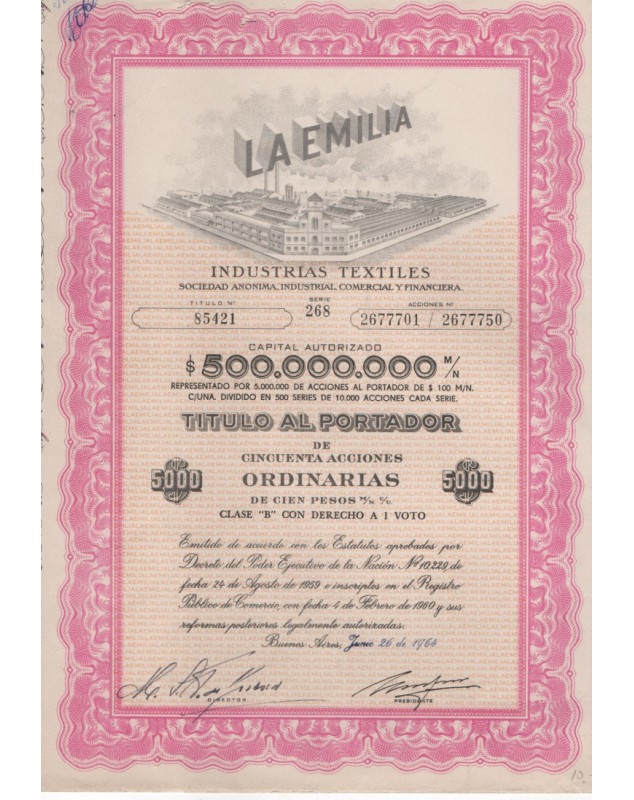 LA EMILIA
INDUSTRIAS TEXTILES
SOCIEDAD ANONIMA, INDUSTRIAL, COMERCIAL Y FINANCIERA.
TITULO Nº
SERIE
ACCIONES Nº
85421
268
2677701 / 2677750
CAPITAL AUTORIZADO
$ 500.000.000 M/N
REPRESENTADO POR 5.000.000 DE ACCIONES AL PORTADOR DE $ 100 M/N.
C/UNA. DIVIDIDO EN 500 SERIES DE 10.000 ACCIONES CADA SERIE.
TITULO AL PORTADOR
DE
CINCUENTA ACCIONES
5000
ORDINARIAS
5000
DE CIEN PESOS M/N. C/U.
CLASE "B" CON DERECHO A 1 VOTO
Emitido de acuerdo con los Estatutos aprobados por
Decreto del Poder Ejecutivo de la Nación Nº 10.229 de
fecha 24 de Agosto de 1959 e inscriptos en el Registro
Público de Comercio, con fecha 4 de Febrero de 1960 y sus
reformas posteriores legalmente autorizadas:
Buenos Aires, Junio 26 de 1964
DIRECTOR
PRESIDENTE
10.-